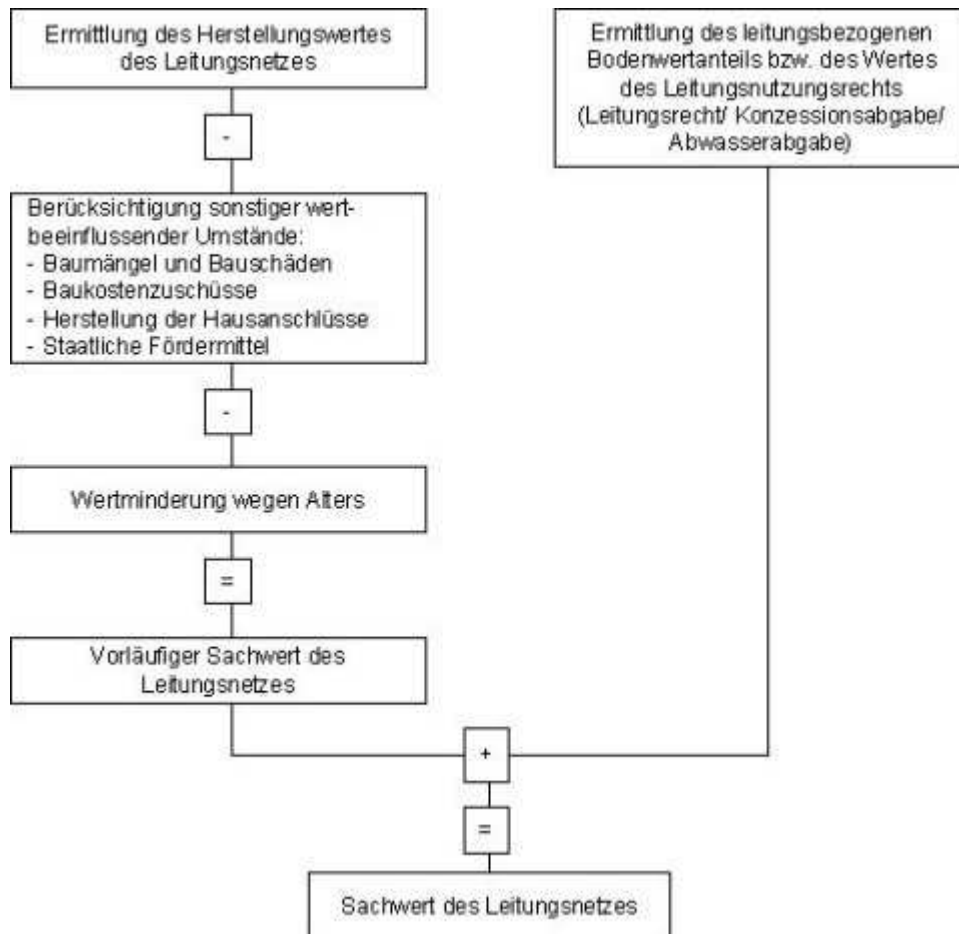 Ermittlung des Herstellungswertes
des Leitungsnetzes
-
Berücksichtigung sonstiger wert-
beeinflussender Umstände:
- Baumängel und Bauschäden
- Baukostenzuschüsse
- Herstellung der Hausanschlüsse
- Staatliche Fördermittel
-
Wertminderung wegen Alters
=
Vorläufiger Sachwert des
Leitungsnetzes
Ermittlung des leitungsbezogenen
Bodenwertanteils bzw. des Wertes
des Leitungsnutzungsrechts
(Leitungsrecht/ Konzessionsabgabe/
Abwasserabgabe)
+
=
Sachwert des Leitungsnetzes